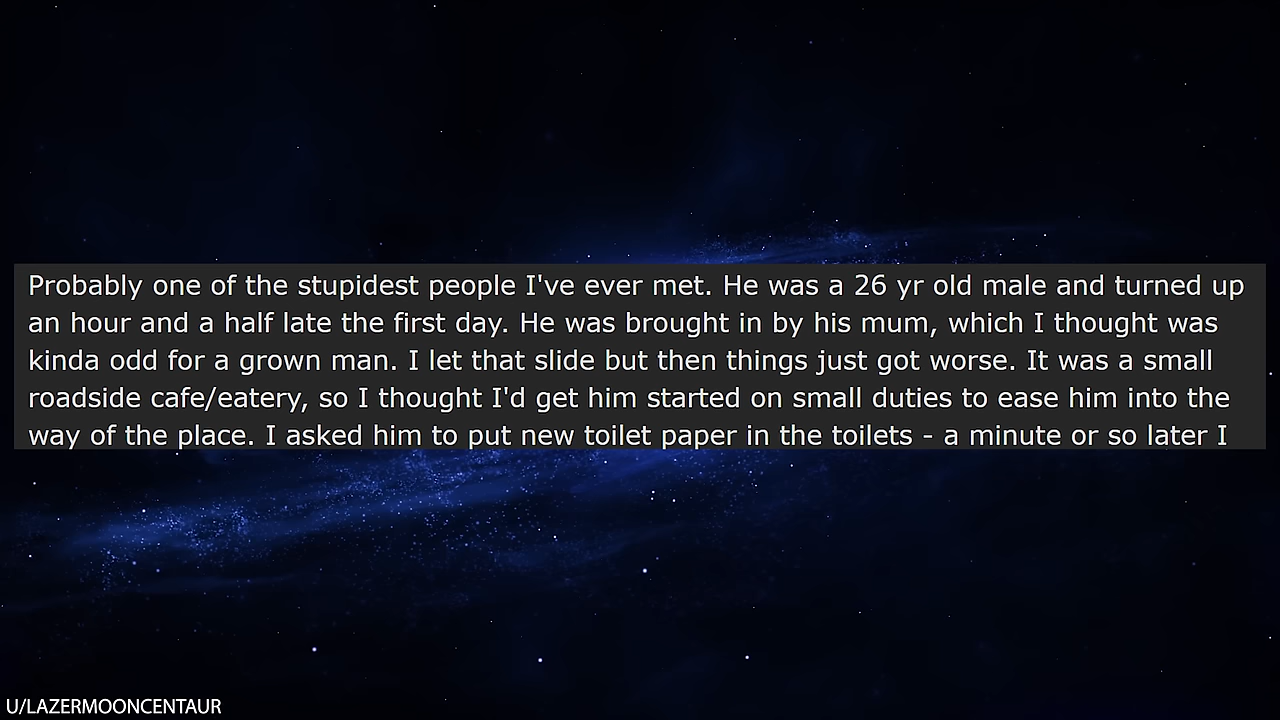 Probably one of the stupidest people I've ever met. He was a 26 yr old male and turned up
an hour and a half late the first day. He was brought in by his mum, which I thought was
kinda odd for a grown man. I let that slide but then things just got worse. It was a small
roadside cafe/eatery, so I thought I'd get him started on small duties to ease him into the
way of the place. I asked him to put new toilet paper in the toilets - a minute or so later I
U/LAZERMOONCENTAUR